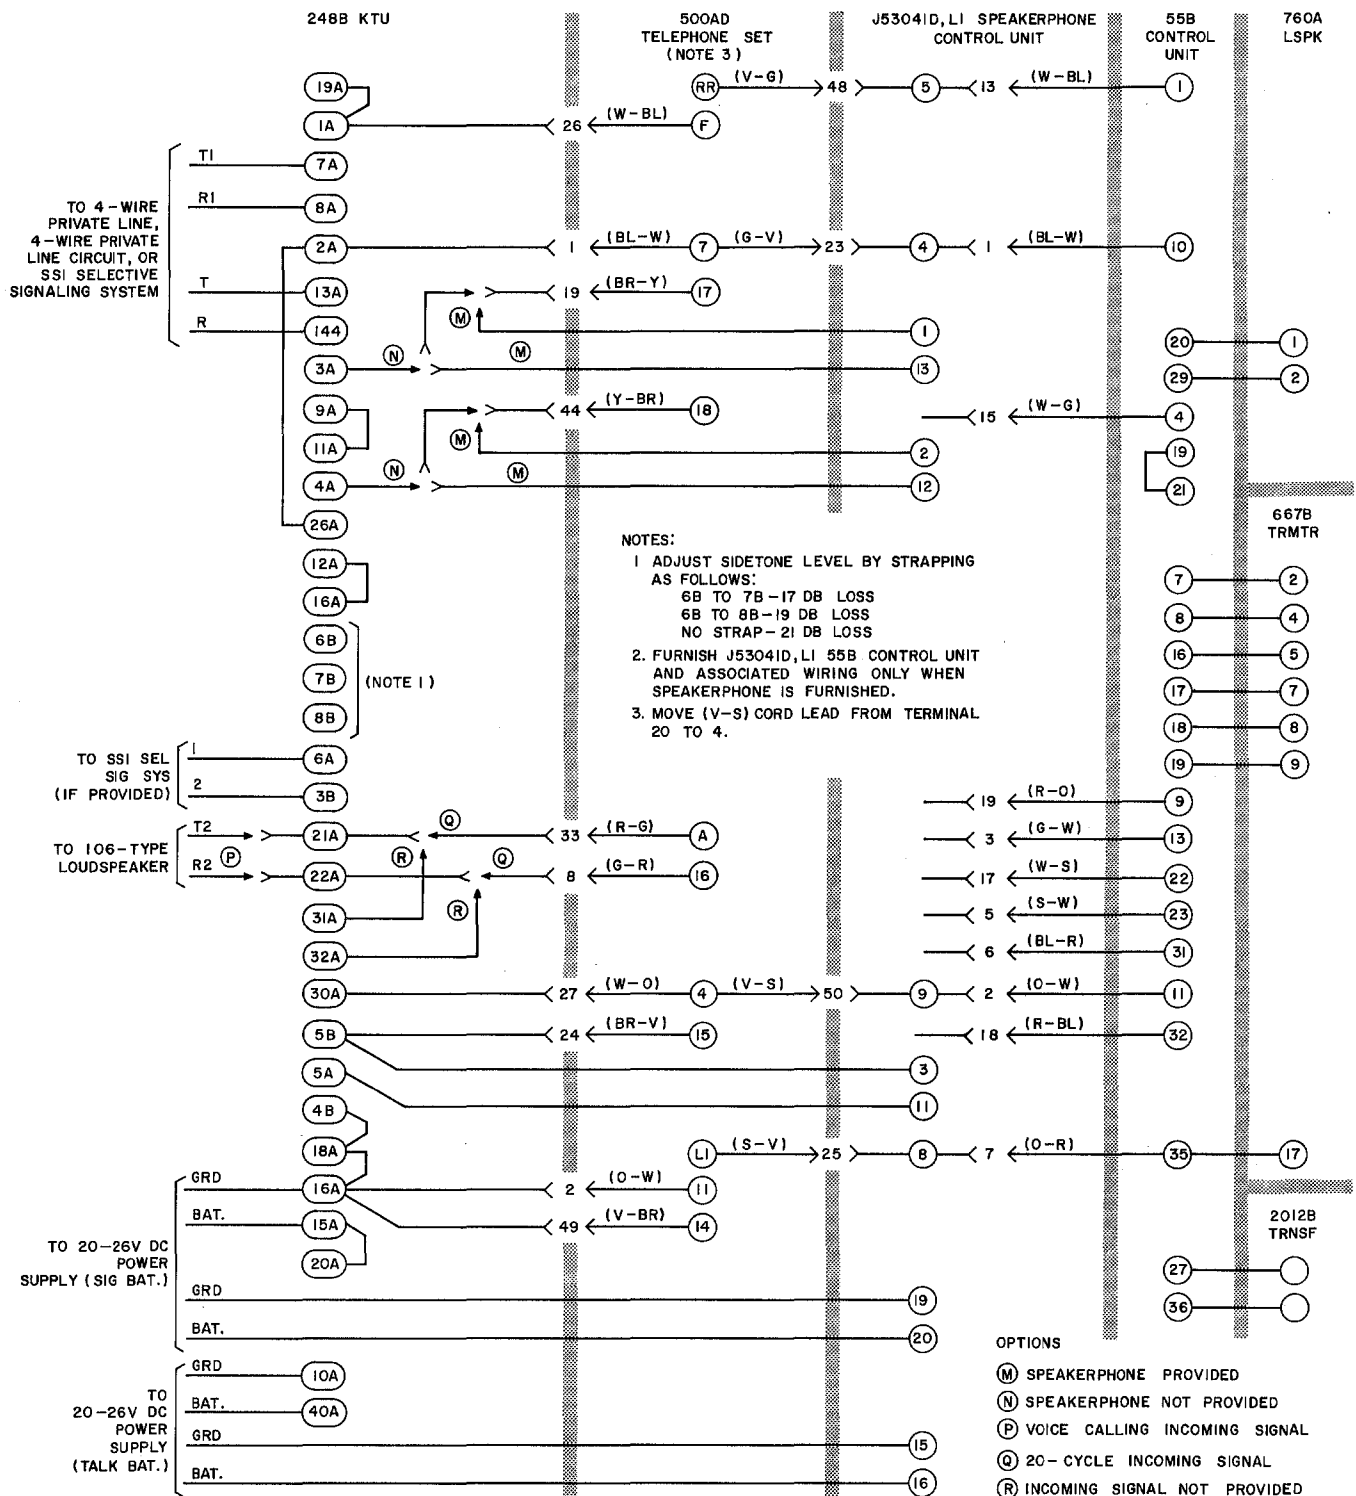 248B KTU
500AD
TELEPHONE SET
(NOTE 3)
J53041D, L1 SPEAKERPHONE
CONTROL UNIT
55B
CONTROL
UNIT
760A
LSPK
19A RR (V-G) 48 5 13 (W-BL) 1
1A 26 (W-BL) F
T1 7A
R1 8A
TO 4-WIRE
PRIVATE LINE,
4-WIRE PRIVATE
LINE CIRCUIT, OR
SSI SELECTIVE
SIGNALING SYSTEM
2A 1 (BL-W) 7 (G-V) 23 4 1 (BL-W) 10
T 13A 19 (BR-Y) 17
R 144 M 1
20 1
3A N M 13
29 2
9A 44 (Y-BR) 18 15 (W-G) 4
11A M 2 19
4A N M 12 21
26A
667B
TRMTR
NOTES:
1 ADJUST SIDETONE LEVEL BY STRAPPING
AS FOLLOWS:
6B TO 7B-17 DB LOSS
6B TO 8B-19 DB LOSS
NO STRAP-21 DB LOSS
2. FURNISH J53041D, L1 55B CONTROL UNIT
AND ASSOCIATED WIRING ONLY WHEN
SPEAKERPHONE IS FURNISHED.
3. MOVE (V-S) CORD LEAD FROM TERMINAL
20 TO 4.
12A 7 2
16A 8 4
6B 16 5
7B (NOTE 1) 17 7
8B 18 8
19 9
TO SSI SEL
SIG SYS
(IF PROVIDED)
1 6A
2 3B 19 (R-O) 9
TO 106-TYPE
LOUDSPEAKER
T2 21A Q 33 (R-G) A 3 (G-W) 13
R2 P 22A R Q 8 (G-R) 16 17 (W-S) 22
31A R 5 (S-W) 23
32A 6 (BL-R) 31
30A 27 (W-O) 4 (V-S) 50 9 2 (O-W) 11
5B 24 (BR-V) 15 18 (R-BL) 32
5A 3
4B 11
18A L1 (S-V) 25 8 7 (O-R) 35 17
TO 20-26V DC
POWER
SUPPLY (SIG BAT.)
GRD 16A 2 (O-W) 11
BAT. 15A 49 (V-BR) 14
2012B
TRNSF
20A 27
GRD 19 36
BAT. 20
TO
20-26V DC
POWER
SUPPLY
(TALK BAT.)
GRD 10A
BAT. 40A
GRD 15
BAT. 16
OPTIONS
M SPEAKERPHONE PROVIDED
N SPEAKERPHONE NOT PROVIDED
P VOICE CALLING INCOMING SIGNAL
Q 20-CYCLE INCOMING SIGNAL
R INCOMING SIGNAL NOT PROVIDED